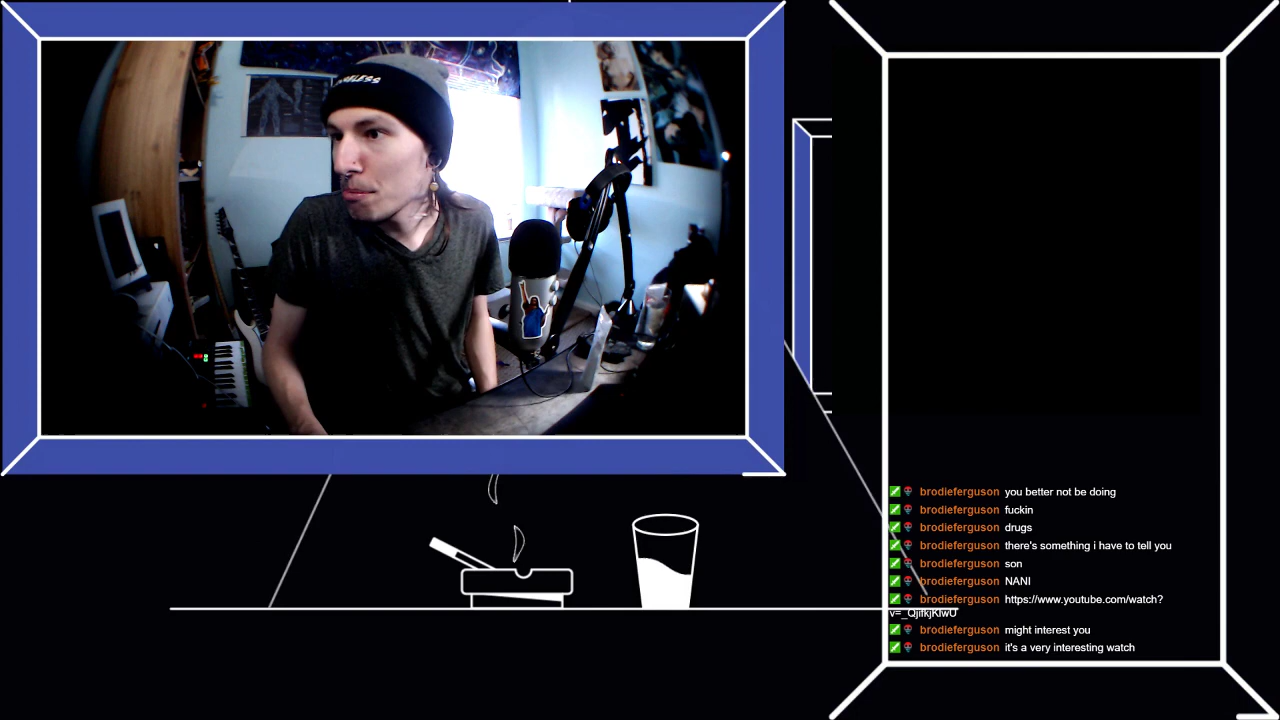 brodieferguson you better not be doing
brodieferguson fuckin
brodieferguson drugs
brodieferguson there's something i have to tell you
brodieferguson son
brodieferguson NANI
brodieferguson https://www.youtube.com/watch?
brodieferguson might interest you
brodieferguson it's a very interesting watch